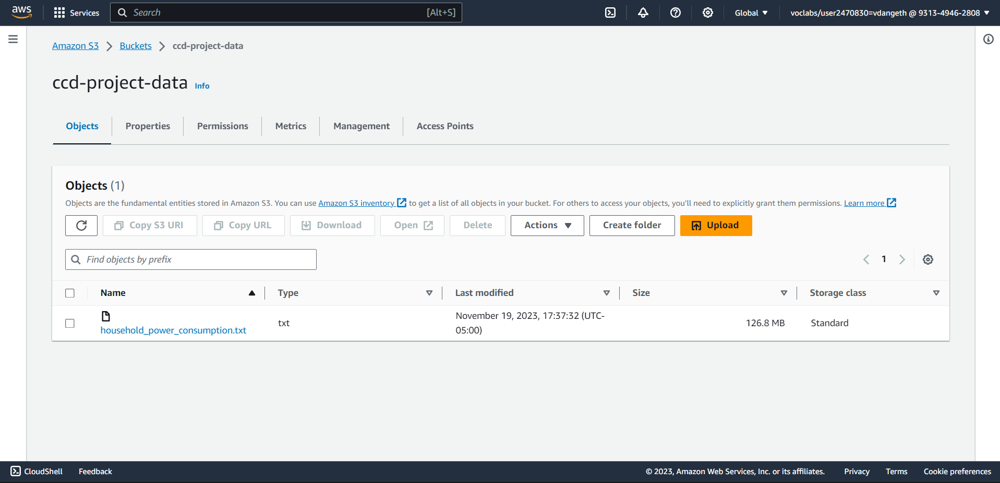 aws Services Search [Alt+S] Global voclabs/user2470830=vdangeth @ 9313-4946-2808
Amazon S3 Buckets ccd-project-data
ccd-project-data Info
Objects Properties Permissions Metrics Management Access Points
Objects (1)
Objects are the fundamental entities stored in Amazon S3. You can use Amazon S3 inventory to get a list of all objects in your bucket. For others to access your objects, you'll need to explicitly grant them permissions. Learn more
Copy S3 URI Copy URL Download Open Delete Actions Create folder Upload
Find objects by prefix 1
Name Type Last modified Size Storage class
household_power_consumption.txt txt November 19, 2023, 17:37:32 (UTC-
05:00) 126.8 MB Standard
CloudShell Feedback © 2023, Amazon Web Services, Inc. or its affiliates. Privacy Terms Cookie preferences